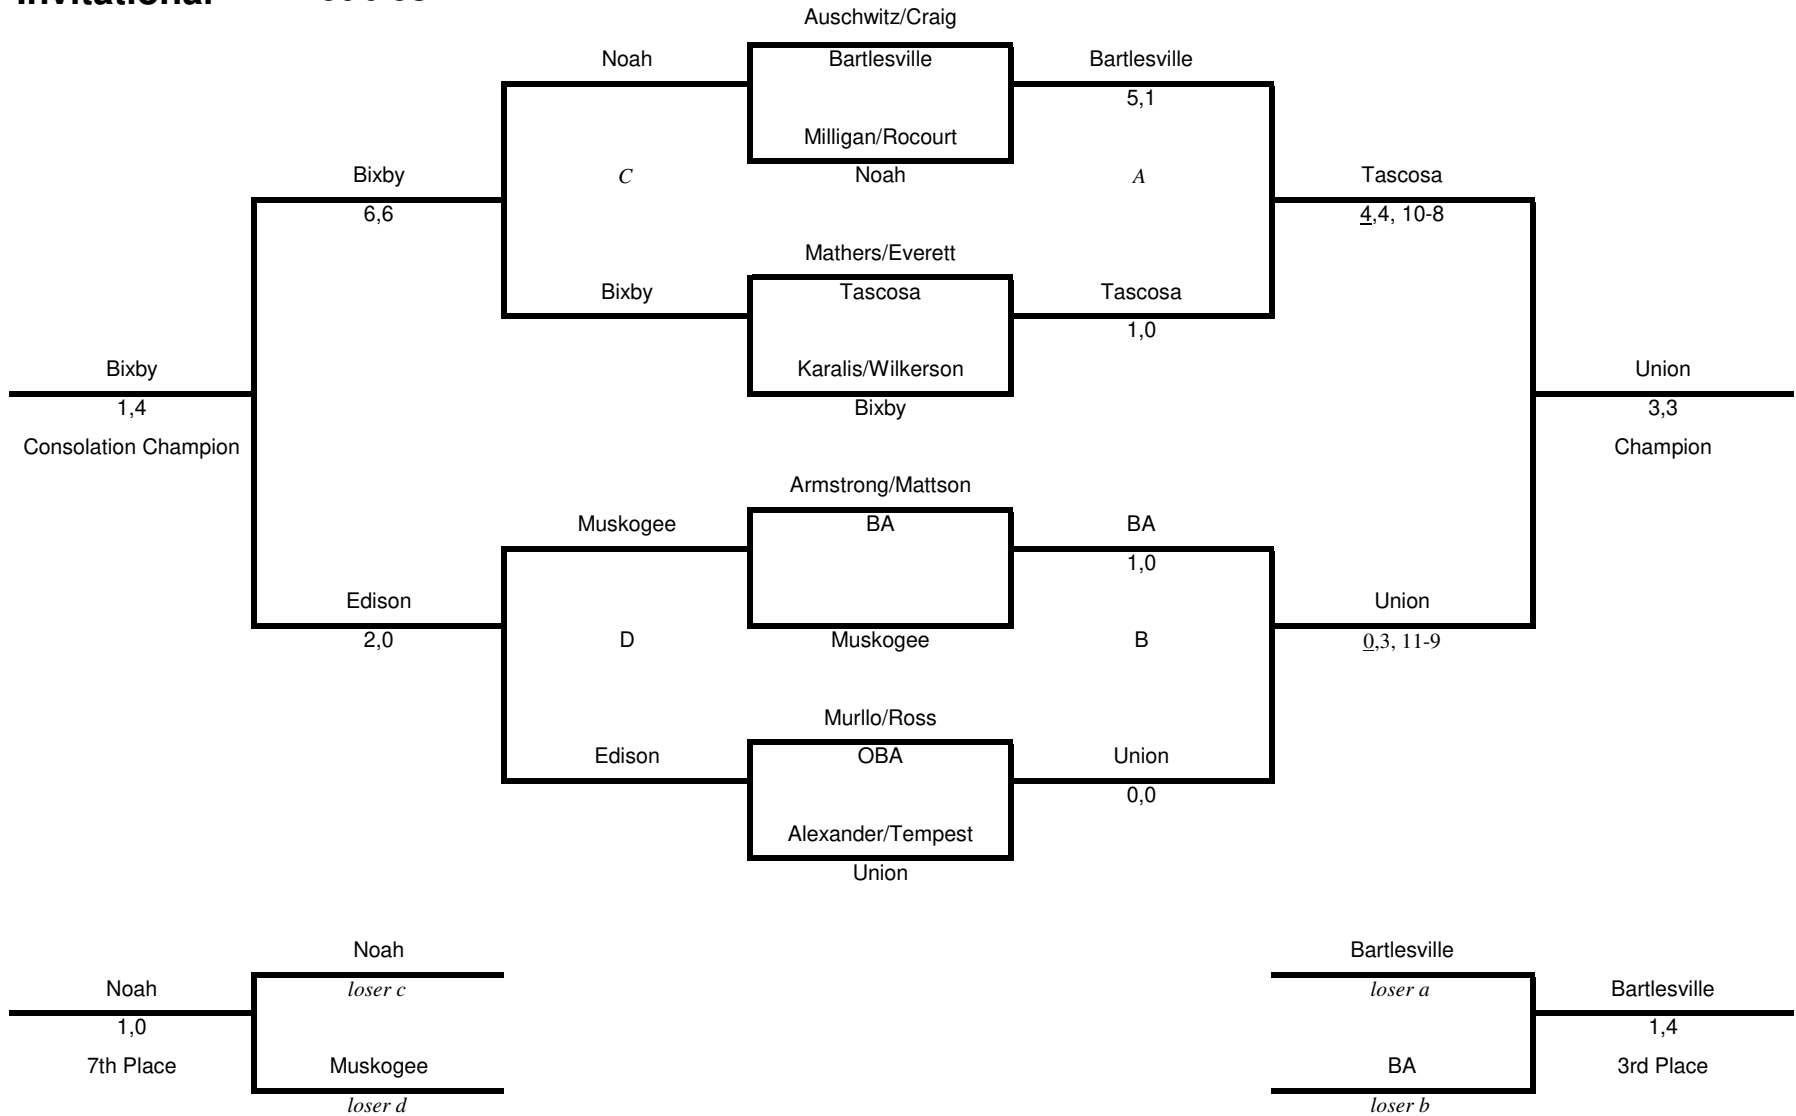 Auschwitz/Craig
Noah
Bartlesville
Bartlesville
5,1
Milligan/Rocourt
Bixby
C
Noah
A
Tascosa
6,6
4,4, 10-8
Mathers/Everett
Bixby
Tascosa
Tascosa
1,0
Bixby
Karalis/Wilkerson
Union
1,4
Bixby
3,3
Consolation Champion
Champion
Armstrong/Mattson
Muskogee
BA
BA
1,0
Edison
Union
2,0
D
Muskogee
B
0,3, 11-9
Murllo/Ross
Edison
OBA
Union
0,0
Alexander/Tempest
Union
Noah
Bartlesville
Noah
loser c
loser a
Bartlesville
1,0
1,4
7th Place
Muskogee
BA
3rd Place
loser d
loser b